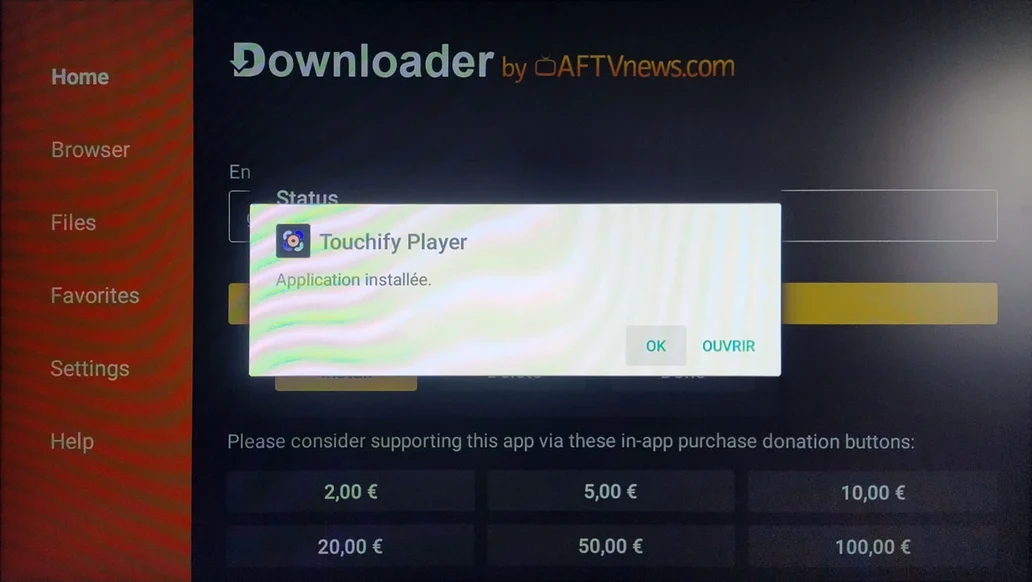 Home
Browser
Files
Favorites
Settings
Help
Downloader by AFTVnews.com
En
Status
Touchify Player
Application installée.
OK OUVRIR
Please consider supporting this app via these in-app purchase donation buttons:
2,00 € 5,00 € 10,00 €
20,00 € 50,00 € 100,00 €